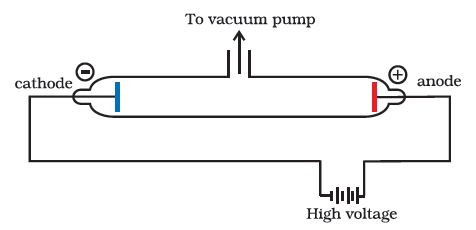 To vacuum pump
cathode
−
+
anode
High voltage